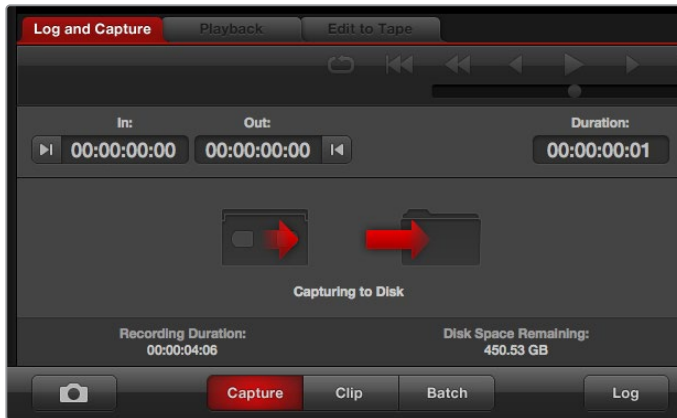 Log and Capture Playback Edit to Tape
In: Out: Duration:
00:00:00:00 00:00:00:00 00:00:00:01
Capturing to Disk
Recording Duration: Disk Space Remaining:
00:00:04:06 450.53 GB
Capture Clip Batch Log